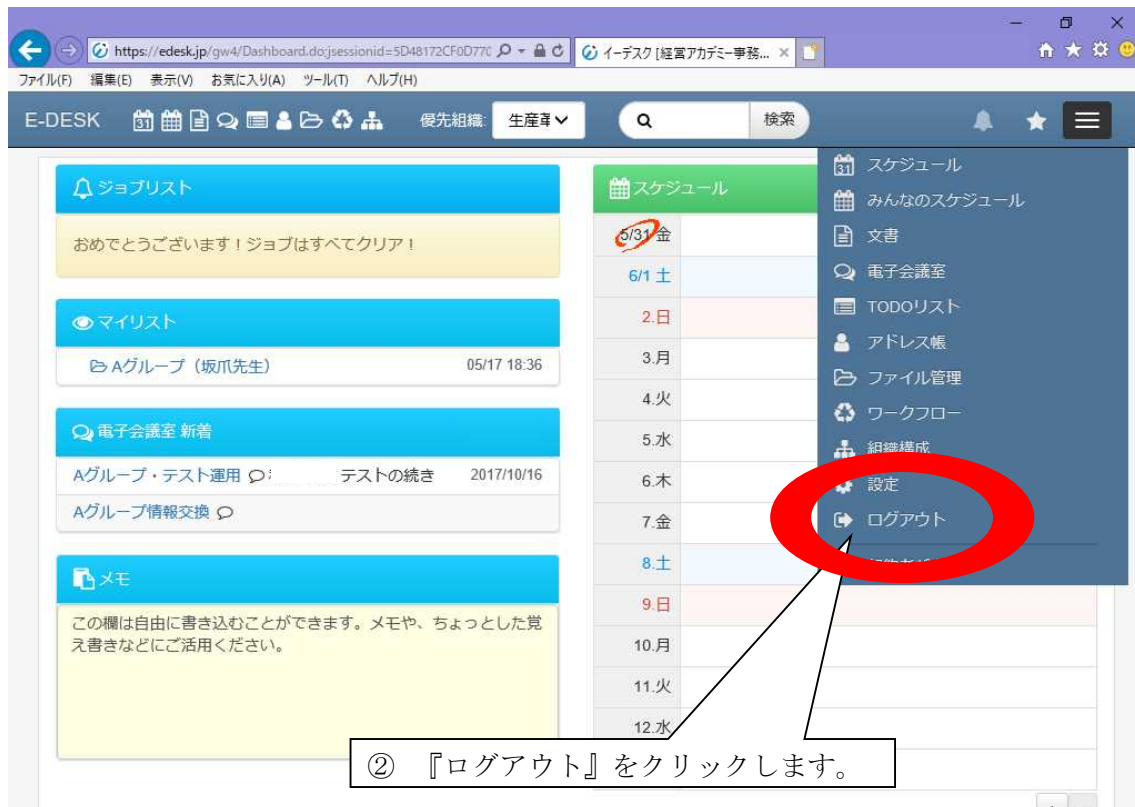 https://edesk.jp/gw4/Dashboard.do;jsessionid=5D48172CF0D77C
イーデスク [経営アカデミー事務...
ファイル(F) 編集(E) 表示(V) お気に入り(A) ツール(T) ヘルプ(H)
E-DESK 優先組織: 生産革 検索
ジョブリスト
おめでとうございます！ジョブはすべてクリア！
マイリスト
Aグループ（坂爪先生） 05/17 18:36
電子会議室 新着
Aグループ・テスト運用 テストの続き 2017/10/16
Aグループ情報交換
メモ
この欄は自由に書き込むことができます。メモや、ちょっとした覚
え書きなどにご活用ください。
スケジュール
5/31 金
6/1 土
2.日
3.月
4.火
5.水
6.木
7.金
8.土
9.日
10.月
11.火
12.水
31 スケジュール
みんなのスケジュール
文書
電子会議室
TODOリスト
アドレス帳
ファイル管理
ワークフロー
組織構成
設定
ログアウト
② 『ログアウト』をクリックします。